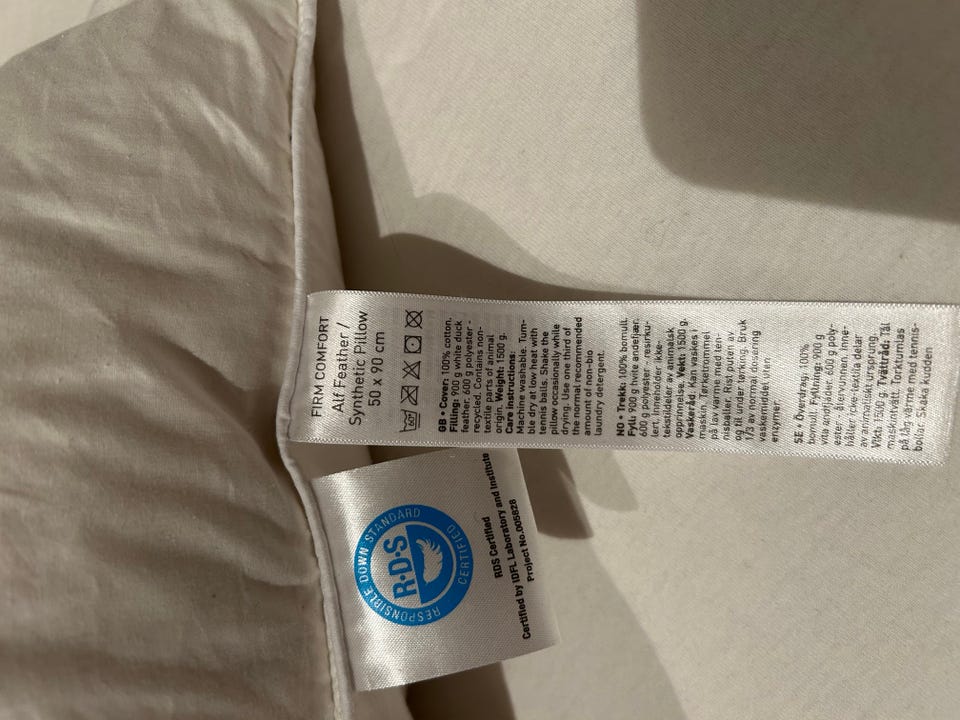 FIRM COMFORT
Alf Feather /
Synthetic Pillow
50 x 90 cm
60°
GB • Cover: 100% cotton.
Filling: 900 g white duck
feather. 600 g polyester -
recycled. Contains non-
textile parts of animal
origin. Weight: 1500 g.
Care instructions:
Machine washable. Tum-
ble dry at low heat with
tennis balls. Shake the
pillow occasionally while
drying. Use one third of
the normal recommended
amount of non-bio
laundry detergent.
NO • Trekk: 100% bomull.
Fyll: 900 g hvite andefjær.
600 g polyester - resirku-
lert. Inneholder ikke-
tekstildeler av animalsk
opprinnelse. Vekt: 1500 g.
Vaskeråd: Kan vaskes i
maskin. Tørketrommel
på lav varme med ten-
nisballer. Rist puten av
og til under tørking. Bruk
1/3 av normal dosering
vaskemiddel uten
enzymer.
SE • Överdrag: 100%
bomull. Fyllning: 900 g
vita andfjäder. 600 g poly-
ester - återvunnen. Inne-
håller icke-textila delar
av animaliskt ursprung.
Vikt: 1500 g. Tvättråd: Tål
maskintvätt. Torktumlas
på låg värme med tennis-
bollar. Skaka kudden
RESPONSIBLE DOWN STANDARD
R·D·S
CERTIFIED
RDS Certified
Certified by IDFL Laboratory and Institute
Project No.005828